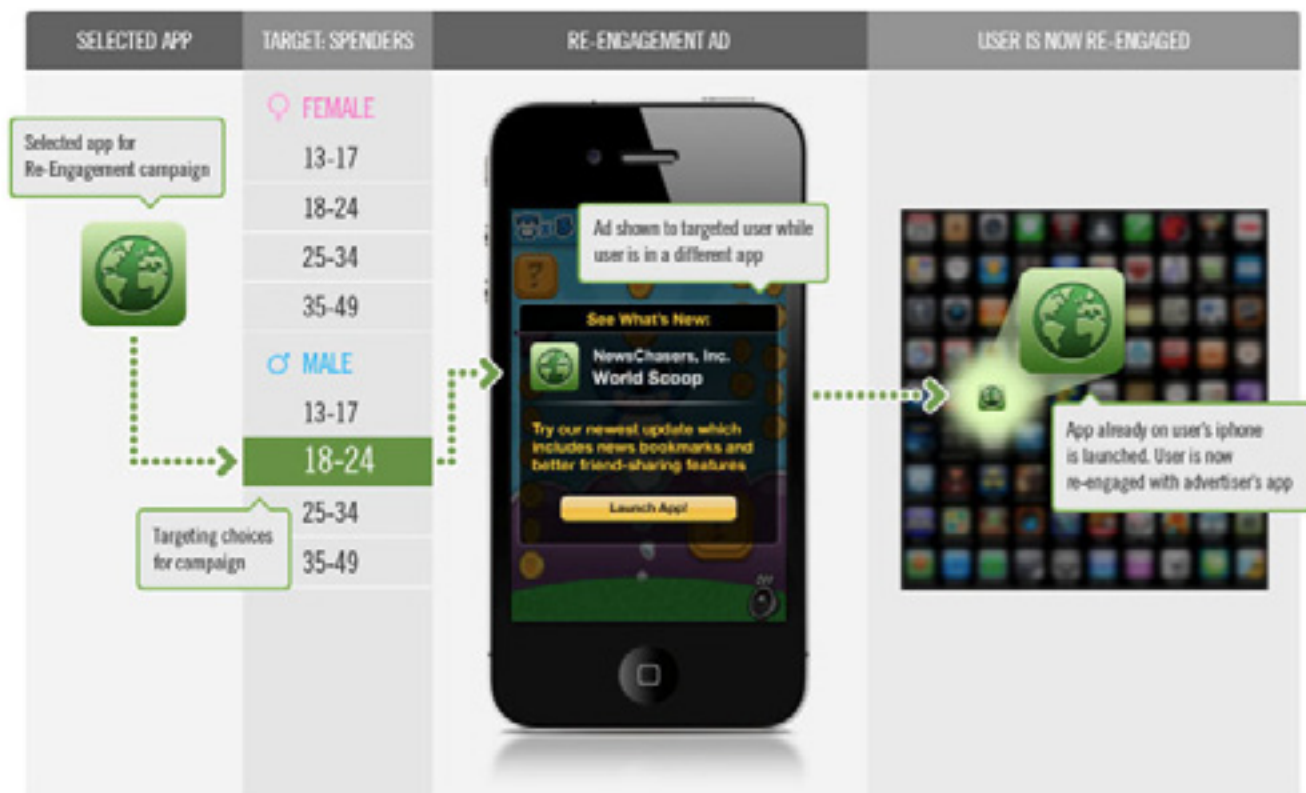 SELECTED APP
TARGET: SPENDERS
RE-ENGAGEMENT AD
USER IS NOW RE-ENGAGED
Selected app for
Re-Engagement campaign
♀ FEMALE
13-17
18-24
25-34
35-49
♂ MALE
13-17
18-24
25-34
35-49
Targeting choices
for campaign
Ad shown to targeted user while
user is in a different app
?
See What's New:
NewsChasers, Inc.
World Scoop
Try our newest update which
includes news bookmarks and
better friend-sharing features
Launch App!
App already on user's iphone
is launched. User is now
re-engaged with advertiser's app